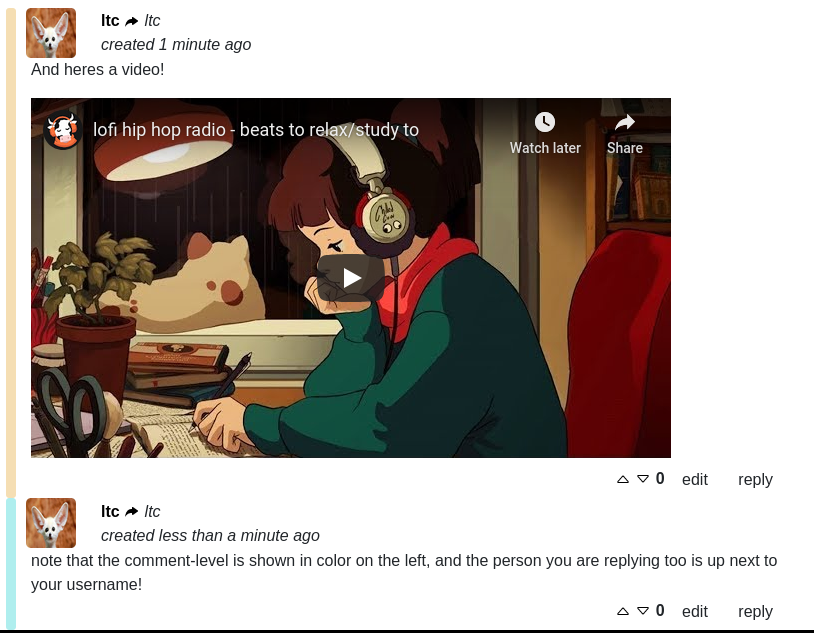 ltc ltc
created 1 minute ago
And heres a video!
lofi hip hop radio - beats to relax/study to
Watch later
Share
0 edit reply
ltc ltc
created less than a minute ago
note that the comment-level is shown in color on the left, and the person you are replying too is up next to
your username!
0 edit reply